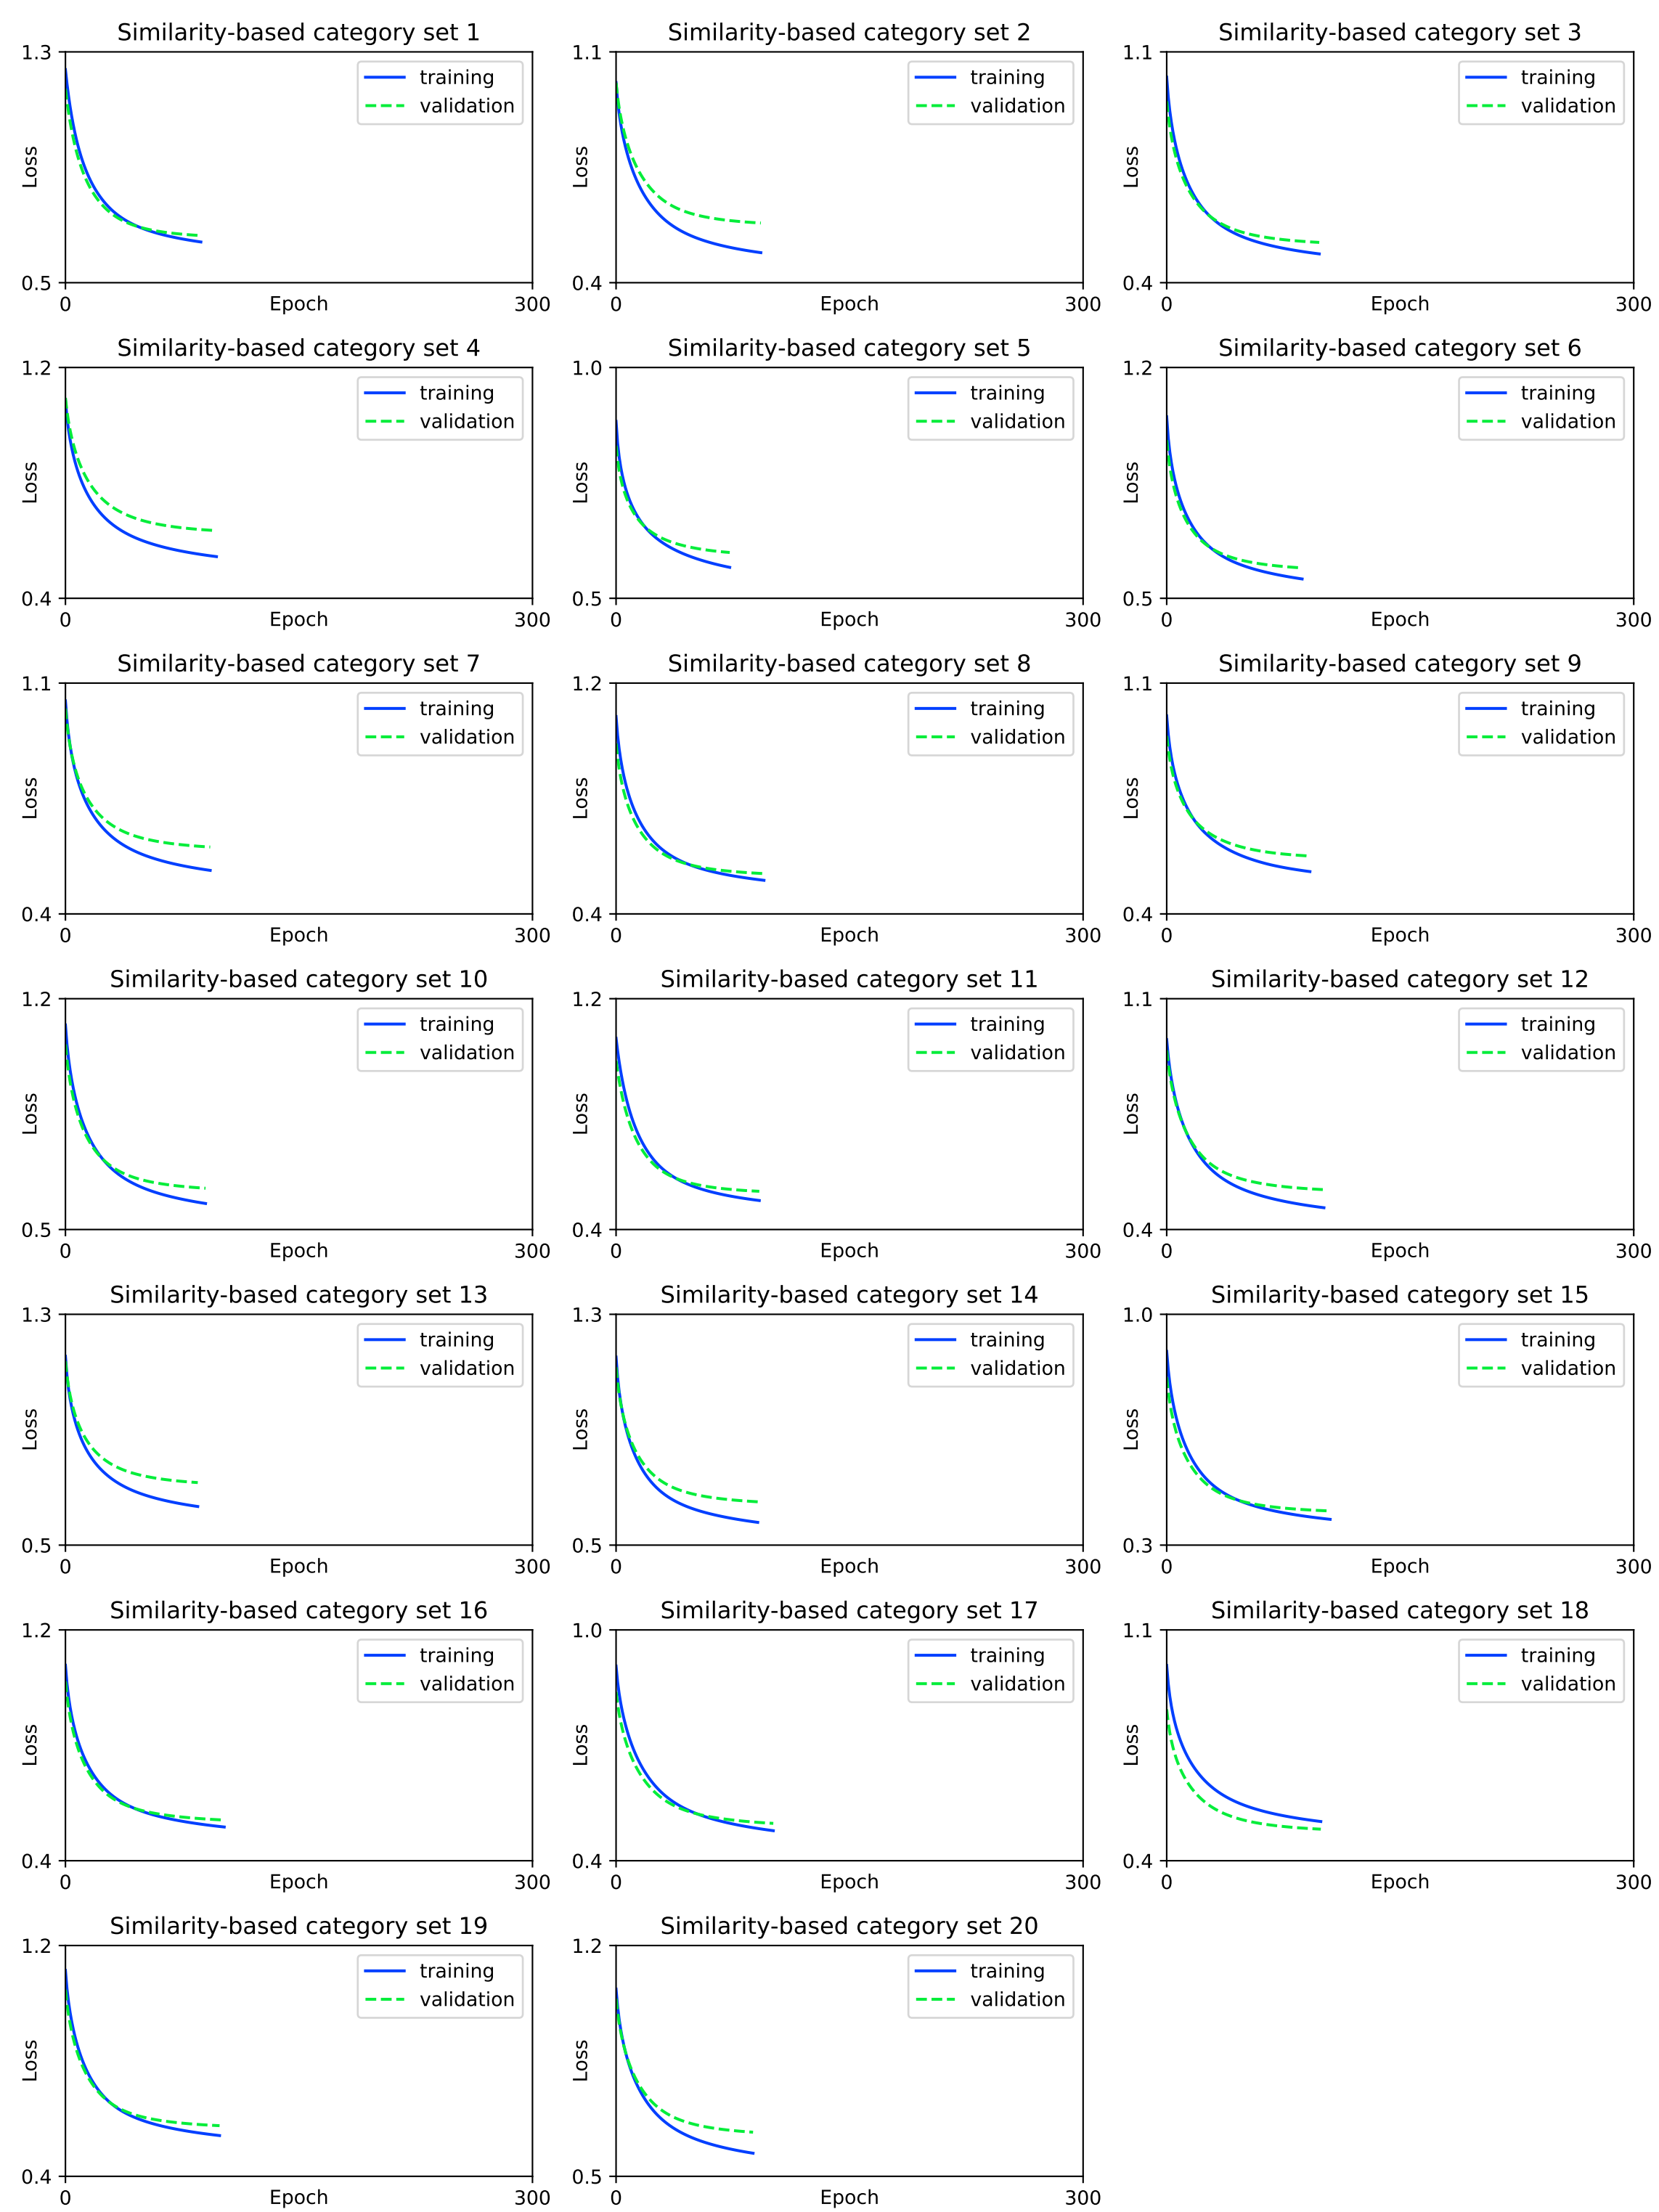 Similarity-based category set 1
1.3
training
validation
Loss
0.5
0
Epoch
300
Similarity-based category set 2
1.1
training
validation
Loss
0.4
0
Epoch
300
Similarity-based category set 3
1.1
training
validation
Loss
0.4
0
Epoch
300
Similarity-based category set 4
1.2
training
validation
Loss
0.4
0
Epoch
300
Similarity-based category set 5
1.0
training
validation
Loss
0.5
0
Epoch
300
Similarity-based category set 6
1.2
training
validation
Loss
0.5
0
Epoch
300
Similarity-based category set 7
1.1
training
validation
Loss
0.4
0
Epoch
300
Similarity-based category set 8
1.2
training
validation
Loss
0.4
0
Epoch
300
Similarity-based category set 9
1.1
training
validation
Loss
0.4
0
Epoch
300
Similarity-based category set 10
1.2
training
validation
Loss
0.5
0
Epoch
300
Similarity-based category set 11
1.2
training
validation
Loss
0.4
0
Epoch
300
Similarity-based category set 12
1.1
training
validation
Loss
0.4
0
Epoch
300
Similarity-based category set 13
1.3
training
validation
Loss
0.5
0
Epoch
300
Similarity-based category set 14
1.3
training
validation
Loss
0.5
0
Epoch
300
Similarity-based category set 15
1.0
training
validation
Loss
0.3
0
Epoch
300
Similarity-based category set 16
1.2
training
validation
Loss
0.4
0
Epoch
300
Similarity-based category set 17
1.0
training
validation
Loss
0.4
0
Epoch
300
Similarity-based category set 18
1.1
training
validation
Loss
0.4
0
Epoch
300
Similarity-based category set 19
1.2
training
validation
Loss
0.4
0
Epoch
300
Similarity-based category set 20
1.2
training
validation
Loss
0.5
0
Epoch
300